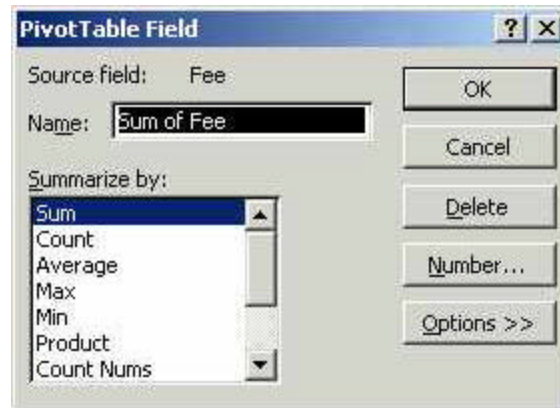 PivotTable Field
Source field: Fee
Name: Sum of Fee
Summarize by:
Sum
Count
Average
Max
Min
Product
Count Nums
OK
Cancel
Delete
Number...
Options >>